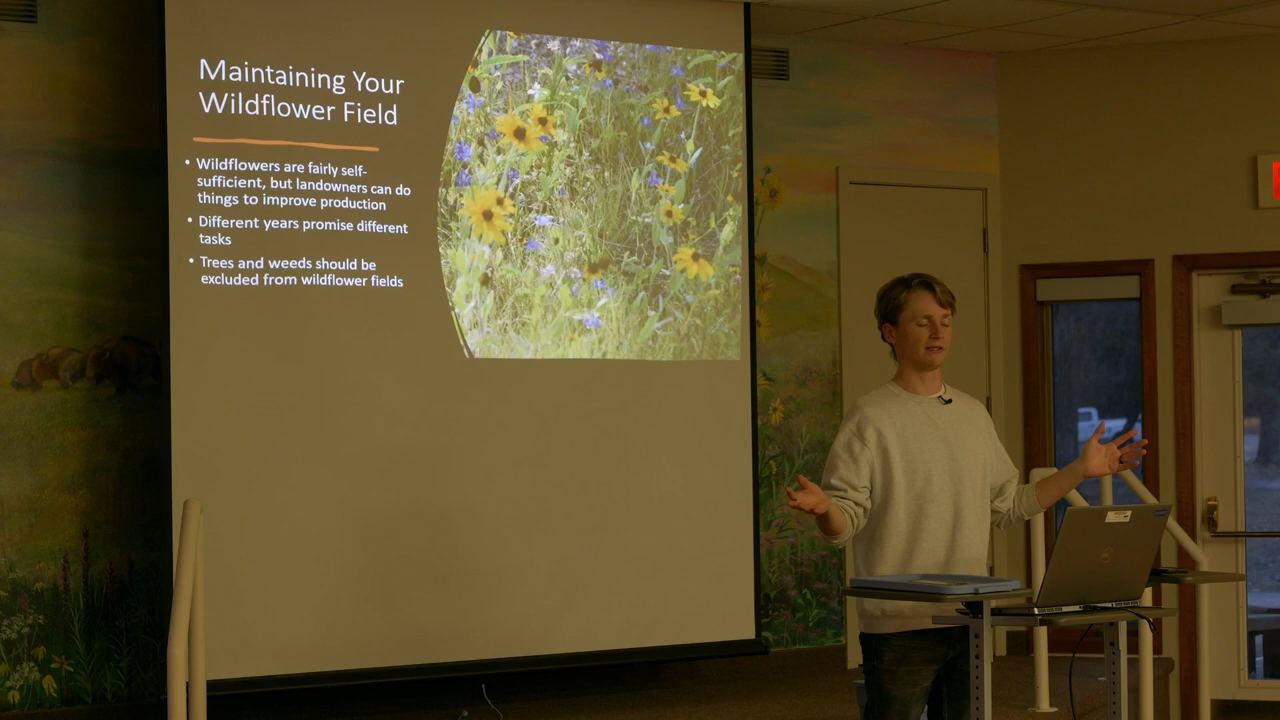 Maintaining Your
Wildflower Field
• Wildflowers are fairly self-
sufficient, but landowners can do
things to improve production
• Different years promise different
tasks
• Trees and weeds should be
excluded from wildflower fields